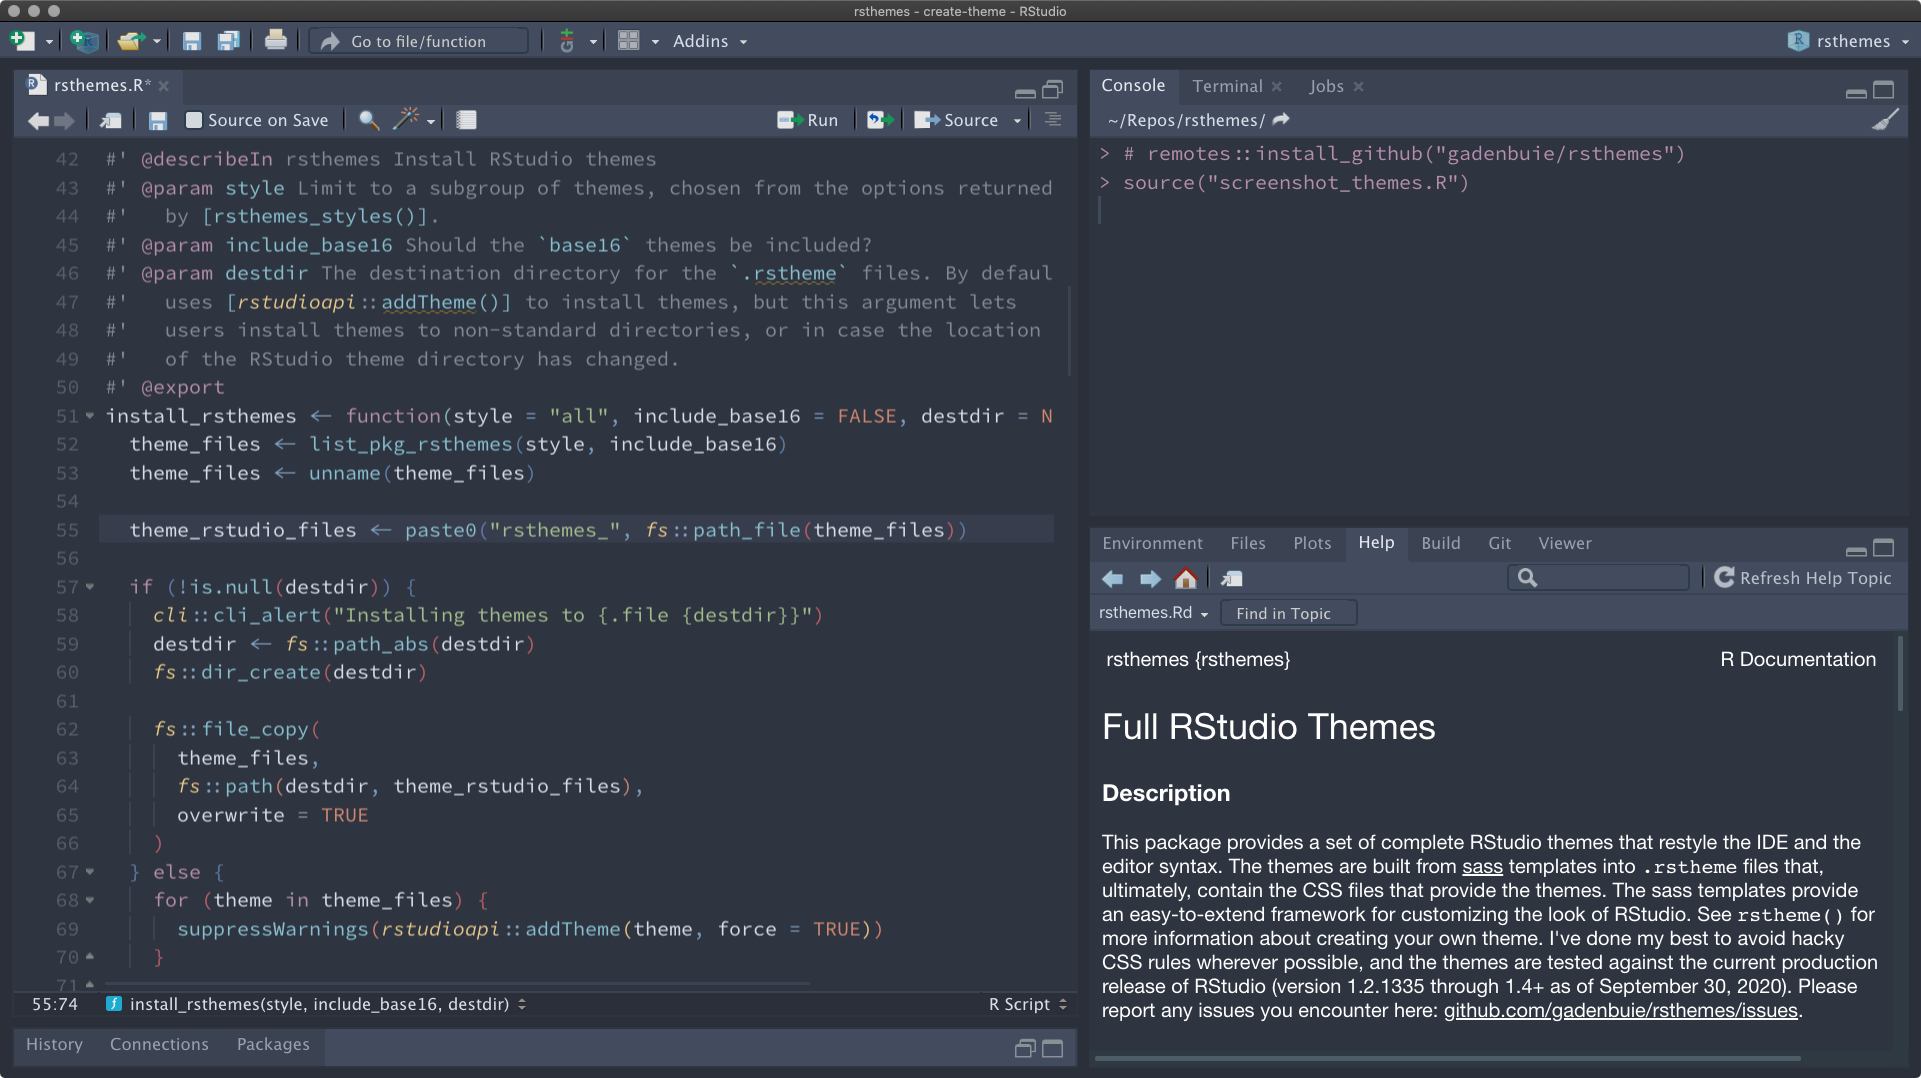 rsthemes - create-theme - RStudio
Go to file/function
Addins
rsthemes
rsthemes.R*
Source on Save
Run
Source
42 #' @describeIn rsthemes Install RStudio themes
43 #' @param style Limit to a subgroup of themes, chosen from the options returned
44 #'   by [rsthemes_styles()].
45 #' @param include_base16 Should the `base16` themes be included?
46 #' @param destdir The destination directory for the `.rstheme` files. By defaul
47 #'   uses [rstudioapi::addTheme()] to install themes, but this argument lets
48 #'   users install themes to non-standard directories, or in case the location
49 #'   of the RStudio theme directory has changed.
50 #' @export
51 install_rsthemes <- function(style = "all", include_base16 = FALSE, destdir = N
52   theme_files <- list_pkg_rsthemes(style, include_base16)
53   theme_files <- unname(theme_files)
54
55   theme_rstudio_files <- paste0("rsthemes_", fs::path_file(theme_files))
56
57   if (!is.null(destdir)) {
58     cli::cli_alert("Installing themes to {.file {destdir}}")
59     destdir <- fs::path_abs(destdir)
60     fs::dir_create(destdir)
61
62     fs::file_copy(
63       theme_files,
64       fs::path(destdir, theme_rstudio_files),
65       overwrite = TRUE
66     )
67   } else {
68     for (theme in theme_files) {
69       suppressWarnings(rstudioapi::addTheme(theme, force = TRUE))
70     }
71
55:74 install_rsthemes(style, include_base16, destdir) R Script
History Connections Packages
Console Terminal Jobs
~/Repos/rsthemes/
> # remotes::install_github("gadenbuie/rsthemes")
> source("screenshot_themes.R")
Environment Files Plots Help Build Git Viewer
Refresh Help Topic
rsthemes.Rd Find in Topic
rsthemes {rsthemes} R Documentation
Full RStudio Themes
Description
This package provides a set of complete RStudio themes that restyle the IDE and the
editor syntax. The themes are built from sass templates into .rstheme files that,
ultimately, contain the CSS files that provide the themes. The sass templates provide
an easy-to-extend framework for customizing the look of RStudio. See rstheme() for
more information about creating your own theme. I've done my best to avoid hacky
CSS rules wherever possible, and the themes are tested against the current production
release of RStudio (version 1.2.1335 through 1.4+ as of September 30, 2020). Please
report any issues you encounter here: github.com/gadenbuie/rsthemes/issues.